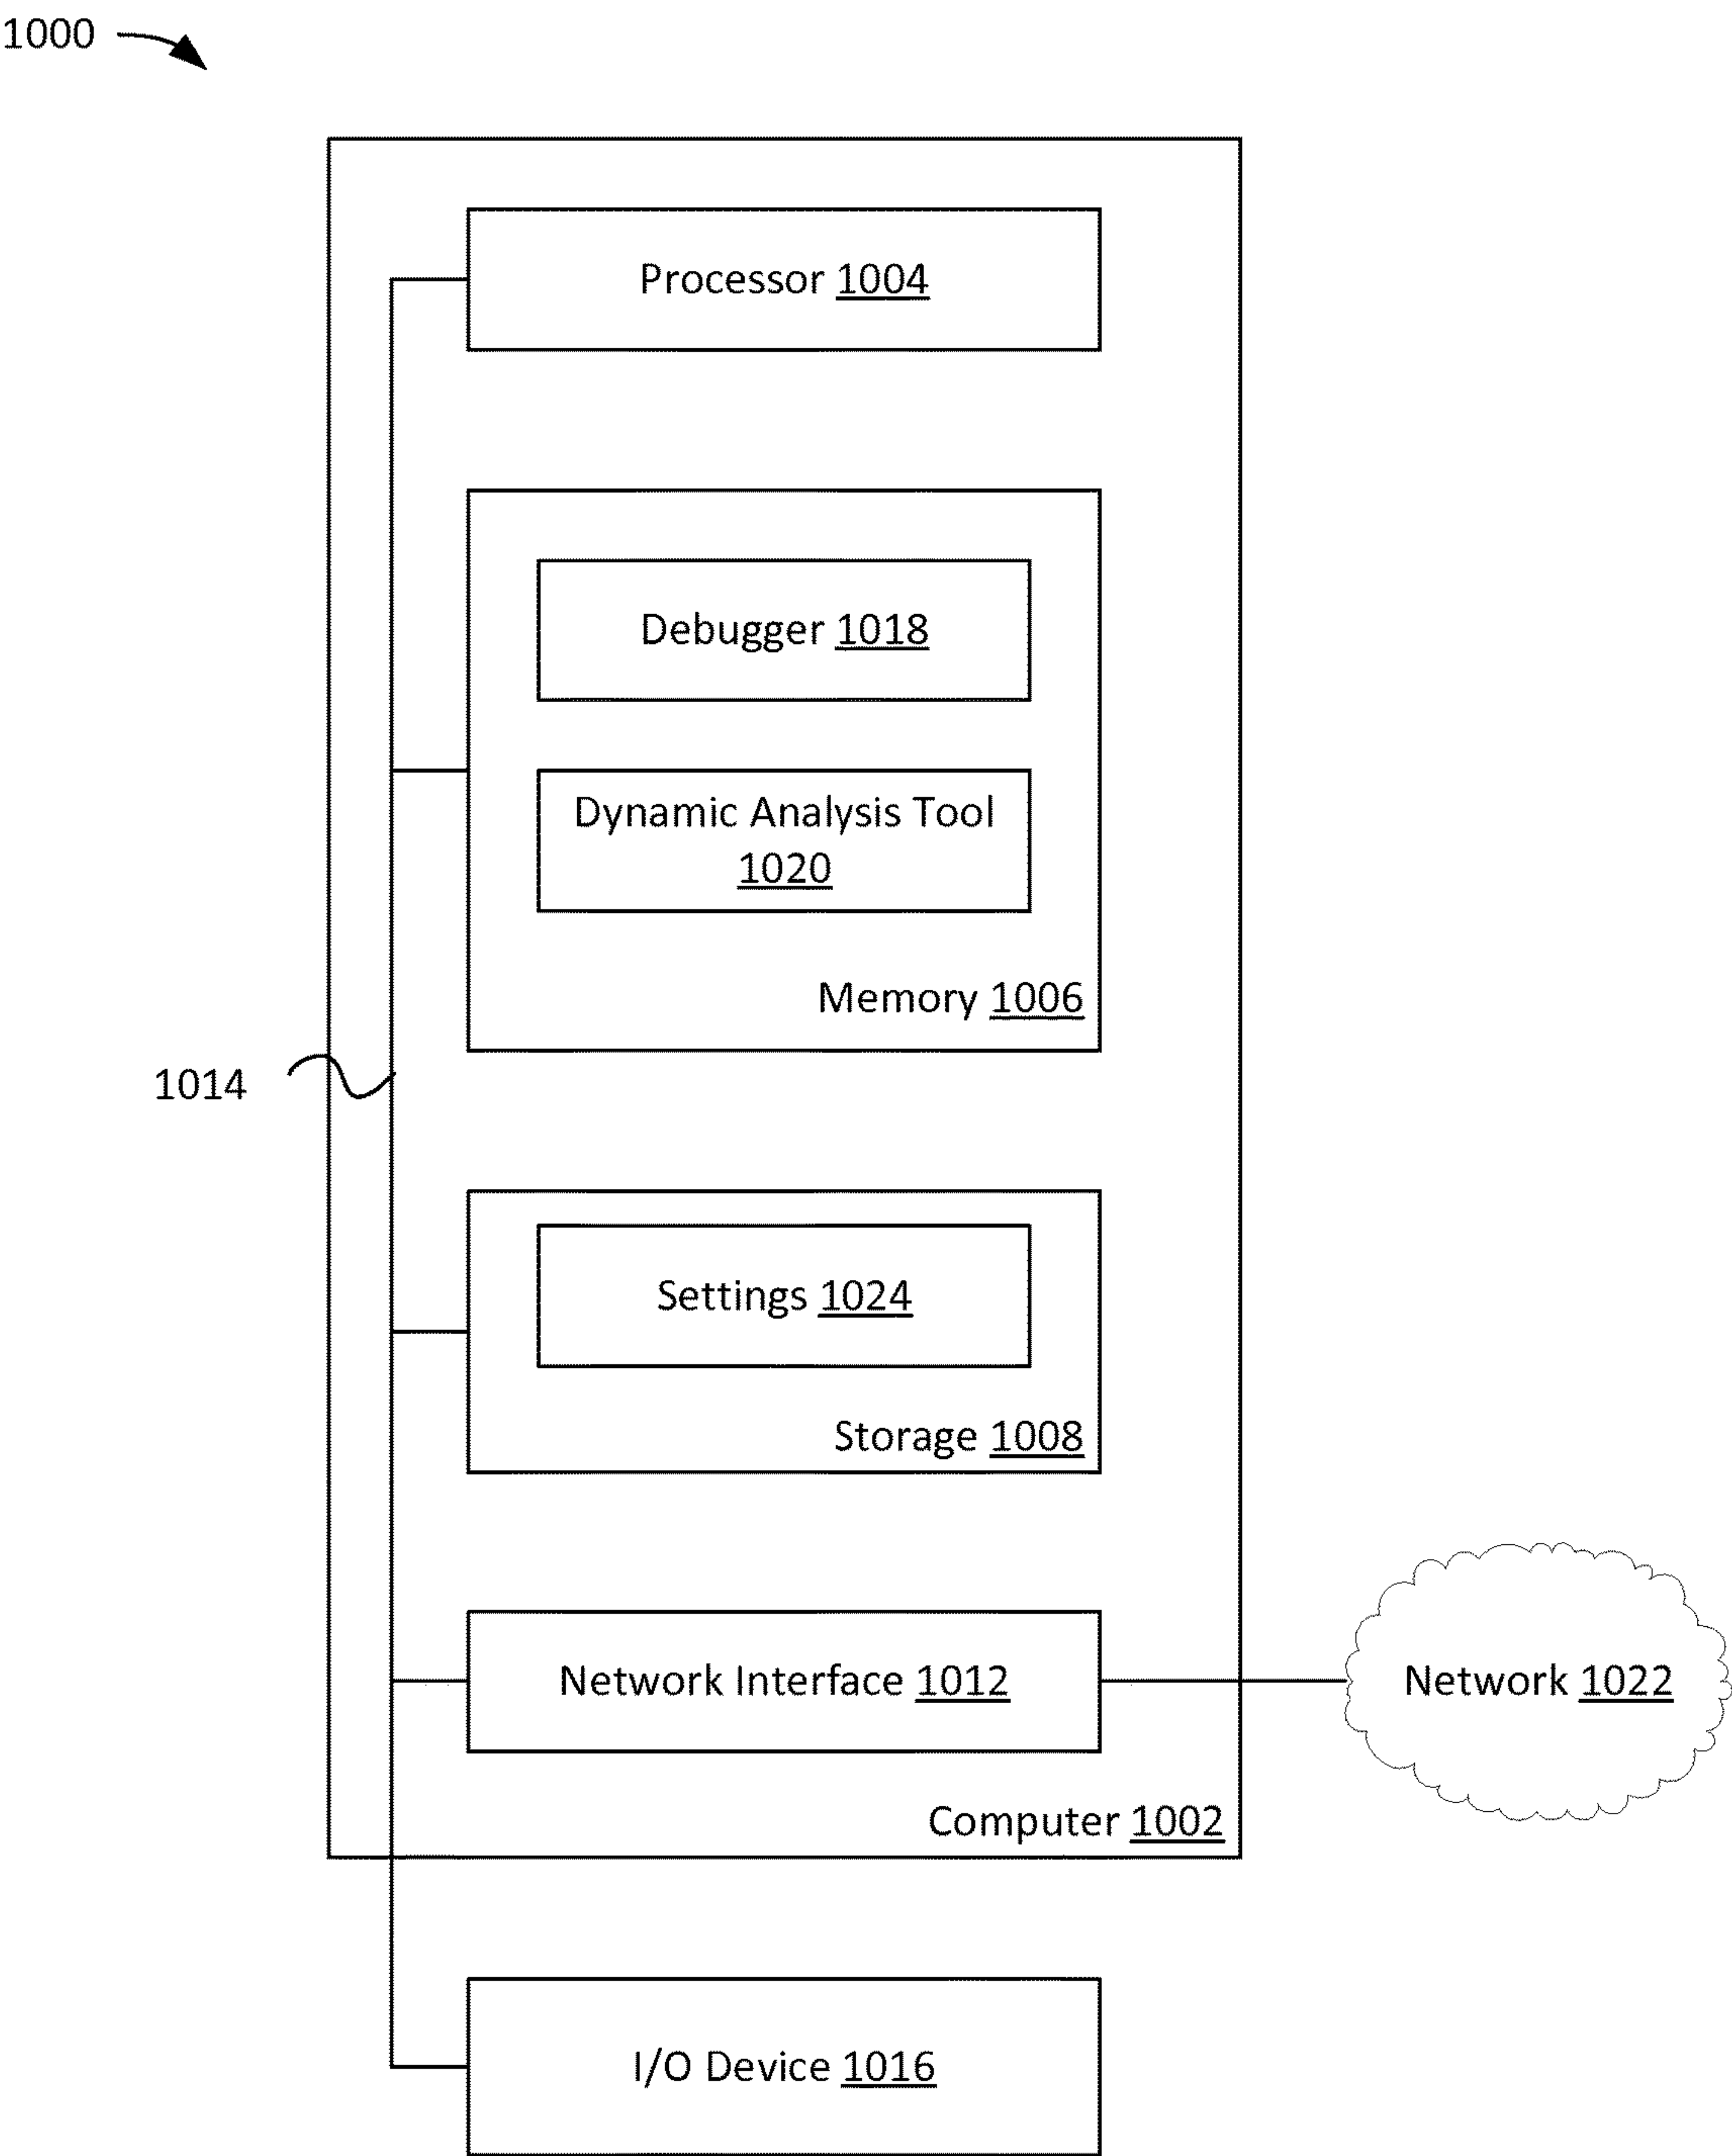 1000
Processor 1004
Debugger 1018
Dynamic Analysis Tool
1020
Memory 1006
1014
Settings 1024
Storage 1008
Network Interface 1012
Network 1022
Computer 1002
I/O Device 1016